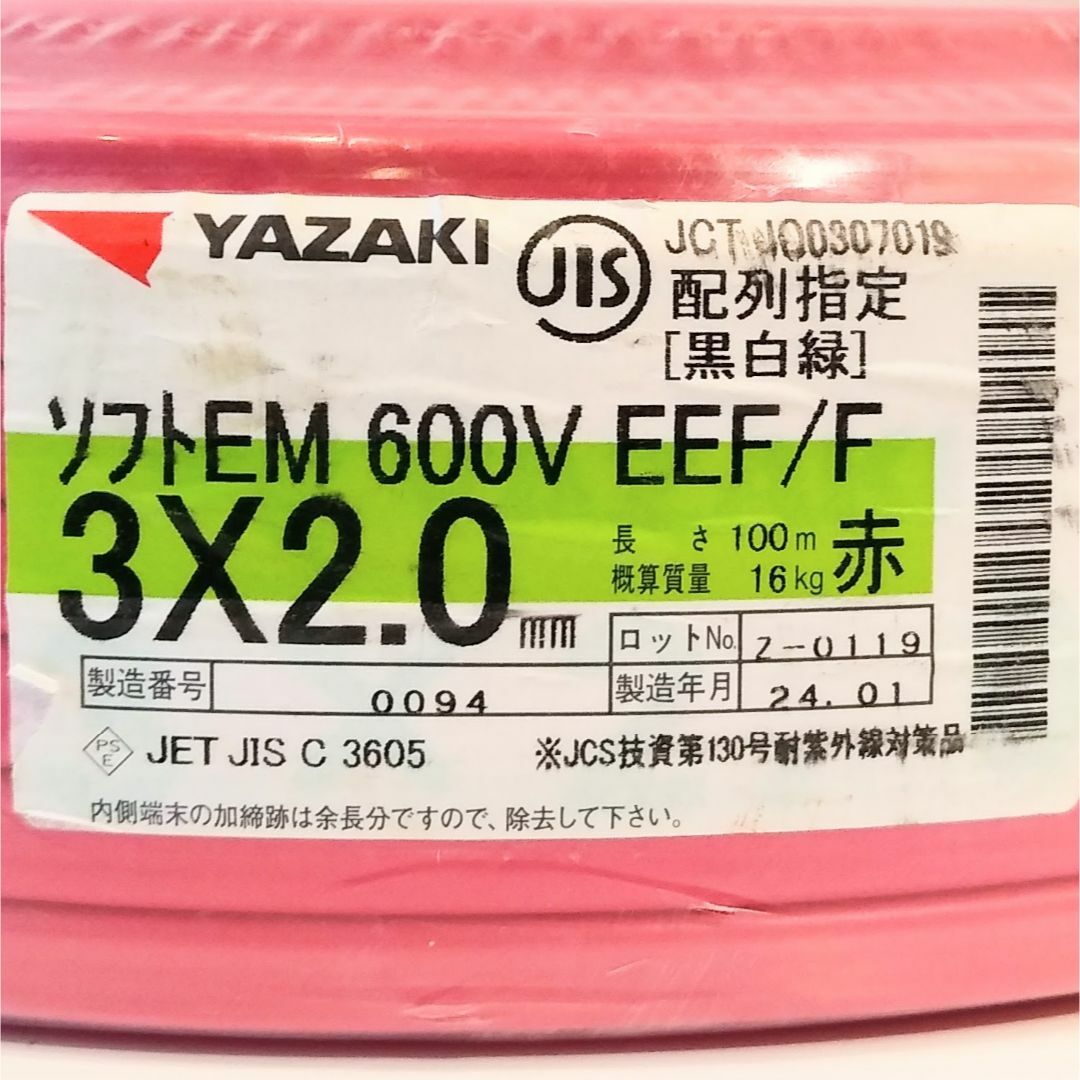 YAZAKI
JIS
JCT JQ0307019
配列指定
[黒白緑]
ソフトEM 600V EEF/F
3X2.0mm
長さ 100m
概算質量 16kg
赤
ロットNo. Z-0119
製造番号 0094
製造年月 24.01
PSE JET JIS C 3605
※JCS技資第130号耐紫外線対策品
内側端末の加締跡は余長分ですので、除去して下さい。